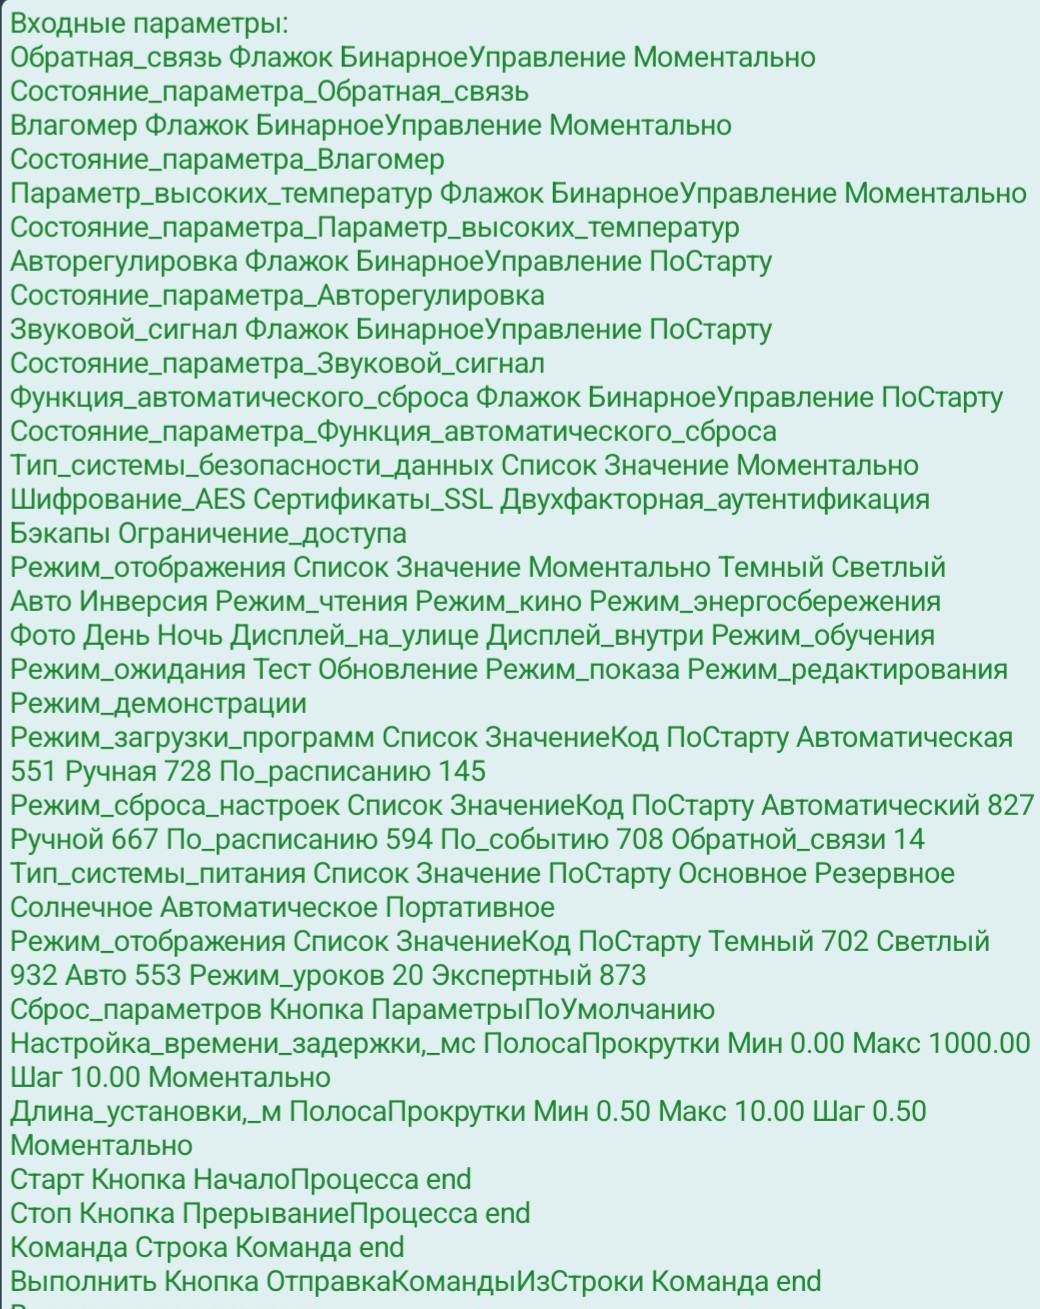 Входные параметры:
Обратная_связь Флажок БинарноеУправление Моментально
Состояние_параметра_Обратная_связь
Влагомер Флажок БинарноеУправление Моментально
Состояние_параметра_Влагомер
Параметр_высоких_температур Флажок БинарноеУправление Моментально
Состояние_параметра_Параметр_высоких_температур
Авторегулировка Флажок БинарноеУправление ПоСтарту
Состояние_параметра_Авторегулировка
Звуковой_сигнал Флажок БинарноеУправление ПоСтарту
Состояние_параметра_Звуковой_сигнал
Функция_автоматического_сброса Флажок БинарноеУправление ПоСтарту
Состояние_параметра_Функция_автоматического_сброса
Тип_системы_безопасности_данных Список Значение Моментально
Шифрование_AES Сертификаты_SSL Двухфакторная_аутентификация
Бэкапы Ограничение_доступа
Режим_отображения Список Значение Моментально Темный Светлый
Авто Инверсия Режим_чтения Режим_кино Режим_энергосбережения
Фото День Ночь Дисплей_на_улице Дисплей_внутри Режим_обучения
Режим_ожидания Тест Обновление Режим_показа Режим_редактирования
Режим_демонстрации
Режим_загрузки_программ Список ЗначениеКод ПоСтарту Автоматическая
551 Ручная 728 По_расписанию 145
Режим_сброса_настроек Список ЗначениеКод ПоСтарту Автоматический 827
Ручной 667 По_расписанию 594 По_событию 708 Обратной_связи 14
Тип_системы_питания Список Значение ПоСтарту Основное Резервное
Солнечное Автоматическое Портативное
Режим_отображения Список ЗначениеКод ПоСтарту Темный 702 Светлый
932 Авто 553 Режим_уроков 20 Экспертный 873
Сброс_параметров Кнопка ПараметрыПоУмолчанию
Настройка_времени_задержки,_мс ПолосаПрокрутки Мин 0.00 Макс 1000.00
Шаг 10.00 Моментально
Длина_установки,_м ПолосаПрокрутки Мин 0.50 Макс 10.00 Шаг 0.50
Моментально
Старт Кнопка НачалоПроцесса end
Стоп Кнопка ПрерываниеПроцесса end
Команда Строка Команда end
Выполнить Кнопка ОтправкаКомандыИзСтроки Команда end